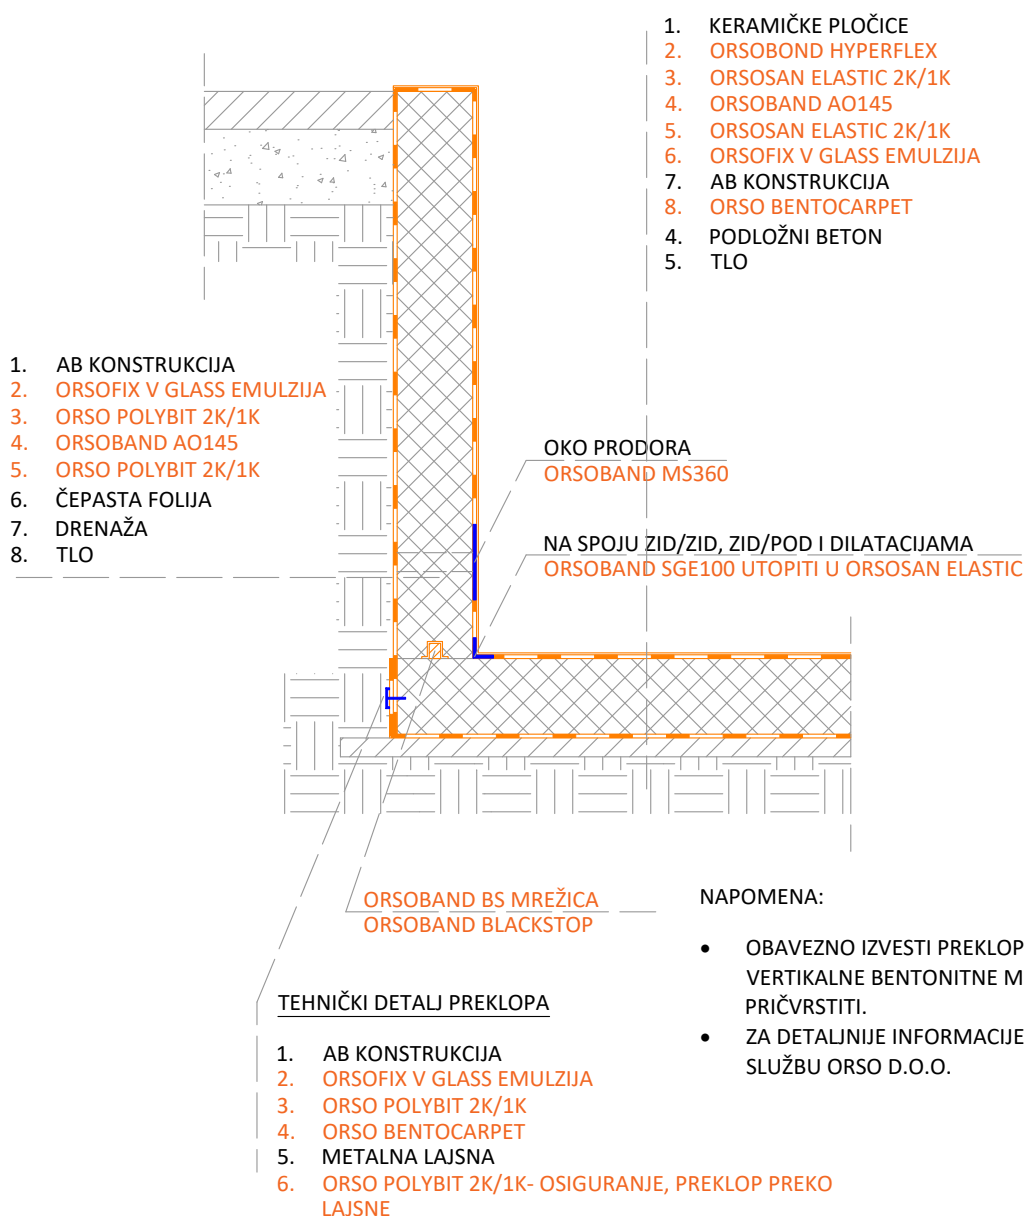 1. KERAMIČKE PLOČICE
2. ORSOBOND HYPERFLEX
3. ORSOSAN ELASTIC 2K/1K
4. ORSOBAND AO145
5. ORSOSAN ELASTIC 2K/1K
6. ORSOFIX V GLASS EMULZIJA
7. AB KONSTRUKCIJA
8. ORSO BENTOCARPET
4. PODLOŽNI BETON
5. TLO
1. AB KONSTRUKCIJA
2. ORSOFIX V GLASS EMULZIJA
3. ORSO POLYBIT 2K/1K
4. ORSOBAND AO145
5. ORSO POLYBIT 2K/1K
6. ČEPASTA FOLIJA
7. DRENAŽA
8. TLO
OKO PRODORA
ORSOBAND MS360
NA SPOJU ZID/ZID, ZID/POD I DILATACIJAMA
ORSOBAND SGE100 UTOPITI U ORSOSAN ELASTIC
ORSOBAND BS MREŽICA
ORSOBAND BLACKSTOP
NAPOMENA:
• OBAVEZNO IZVESTI PREKLOP
VERTIKALNE BENTONITNE M
PRIČVRSTITI.
• ZA DETALJNIJE INFORMACIJE
SLUŽBU ORSO D.O.O.
TEHNIČKI DETALJ PREKLOPA
1. AB KONSTRUKCIJA
2. ORSOFIX V GLASS EMULZIJA
3. ORSO POLYBIT 2K/1K
4. ORSO BENTOCARPET
5. METALNA LAJSNA
6. ORSO POLYBIT 2K/1K- OSIGURANJE, PREKLOP PREKO
LAJSNE